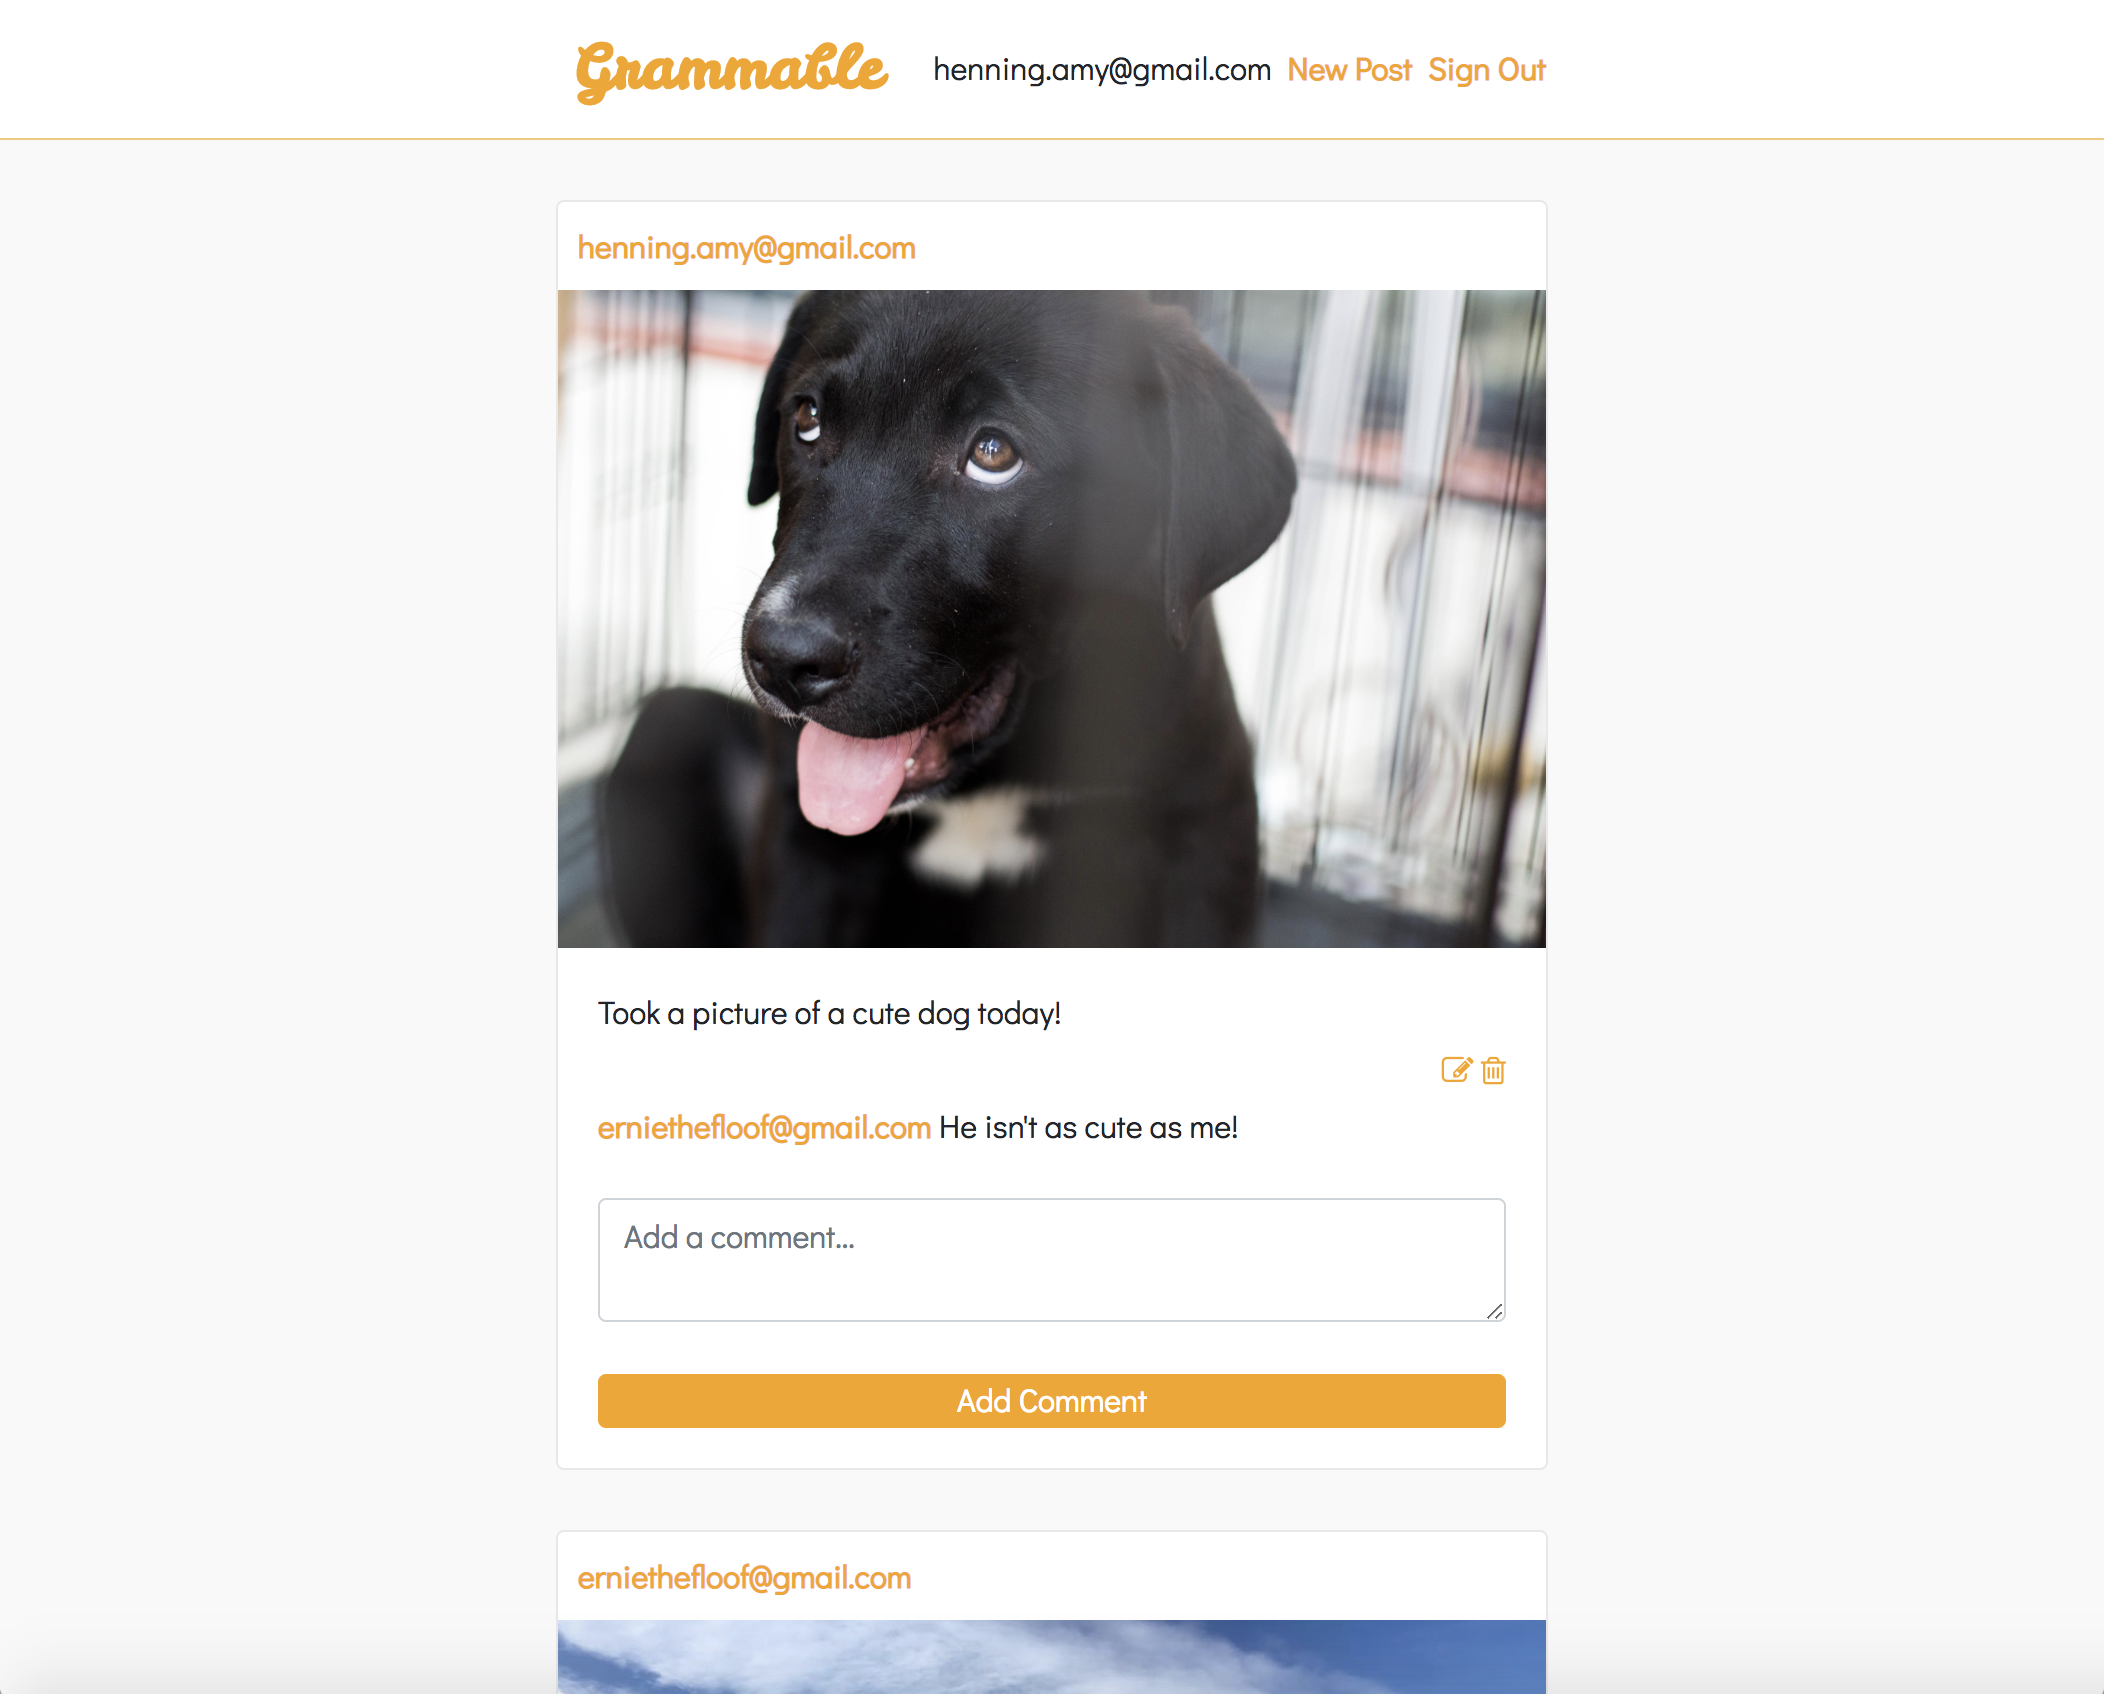 Grammable henning.amy@gmail.com New Post Sign Out
henning.amy@gmail.com
Took a picture of a cute dog today!
erniethefloof@gmail.com He isn't as cute as me!
Add a comment...
Add Comment
erniethefloof@gmail.com